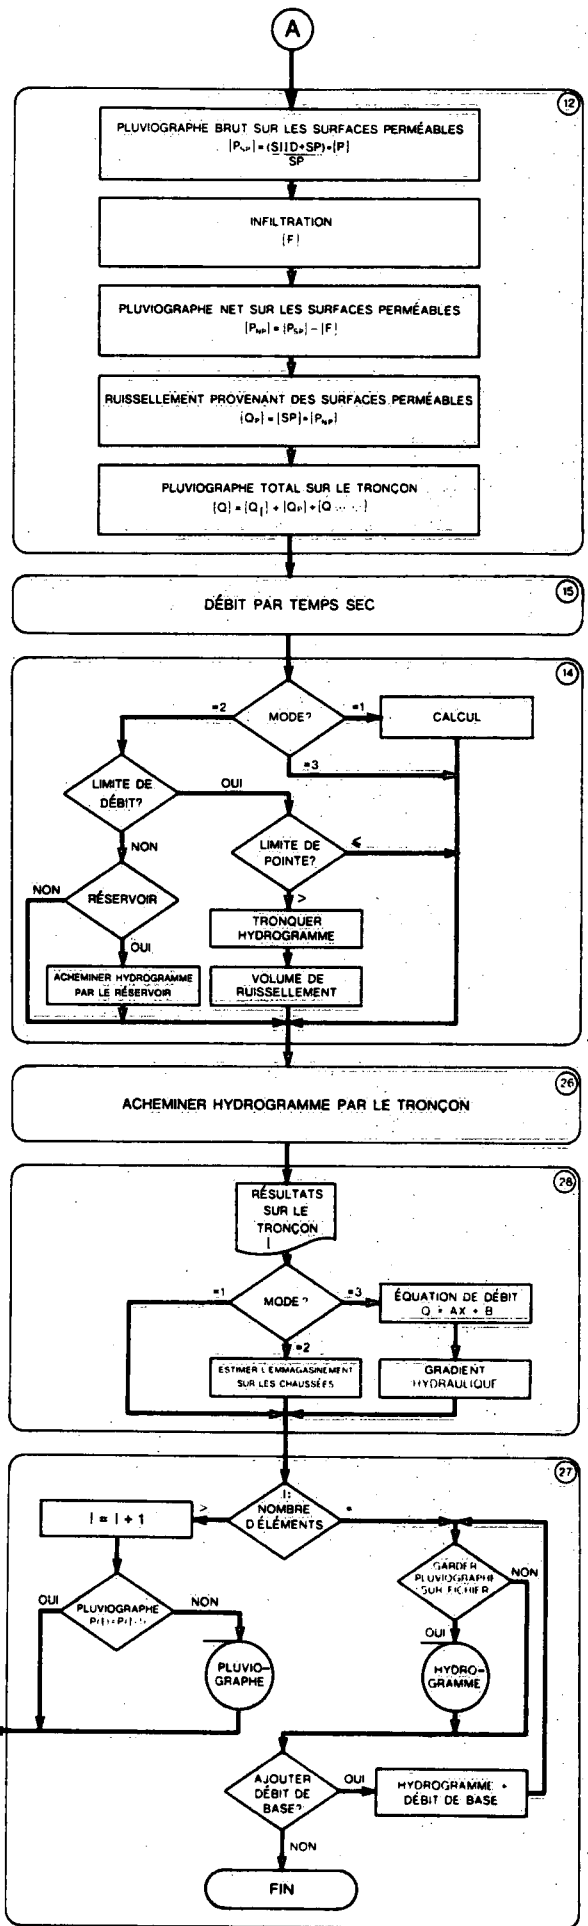 A
12
PLUVIOGRAPHE BRUT SUR LES SURFACES PERMÉABLES
(SIID+SP)
SP
INFILTRATION
{F}
PLUVIOGRAPHE NET SUR LES SURFACES PERMÉABLES
{P_NP} = {P_SP} - {F}
RUISSELLEMENT PROVENANT DES SURFACES PERMÉABLES
PLUVIOGRAPHE TOTAL SUR LE TRONÇON
15
DÉBIT PAR TEMPS SEC
14
=2
MODE?
=1
CALCUL
=3
LIMITE DE
DÉBIT?
OUI
NON
LIMITE DE
POINTE?
≤
NON
RÉSERVOIR
>
OUI
TRONQUER
HYDROGRAMME
ACHEMINER HYDROGRAMME
PAR LE RÉSERVOIR
VOLUME DE
RUISSELLEMENT
26
ACHEMINER HYDROGRAMME PAR LE TRONÇON
28
RÉSULTATS
SUR LE
TRONÇON
I
=1
MODE?
=3
ÉQUATION DE DÉBIT
Q = AX + B
=2
ESTIMER L'EMMAGASINEMENT
SUR LES CHAUSSÉES
GRADIENT
HYDRAULIQUE
27
I = I + 1
>
I:
NOMBRE
D'ÉLÉMENTS
=
GARDER
PLUVIOGRAPHE
SUR FICHIER
NON
OUI
PLUVIOGRAPHE
NON
OUI
PLUVIO-
GRAPHE
HYDRO-
GRAMME
AJOUTER
DÉBIT DE
BASE?
OUI
HYDROGRAMME +
DÉBIT DE BASE
NON
FIN